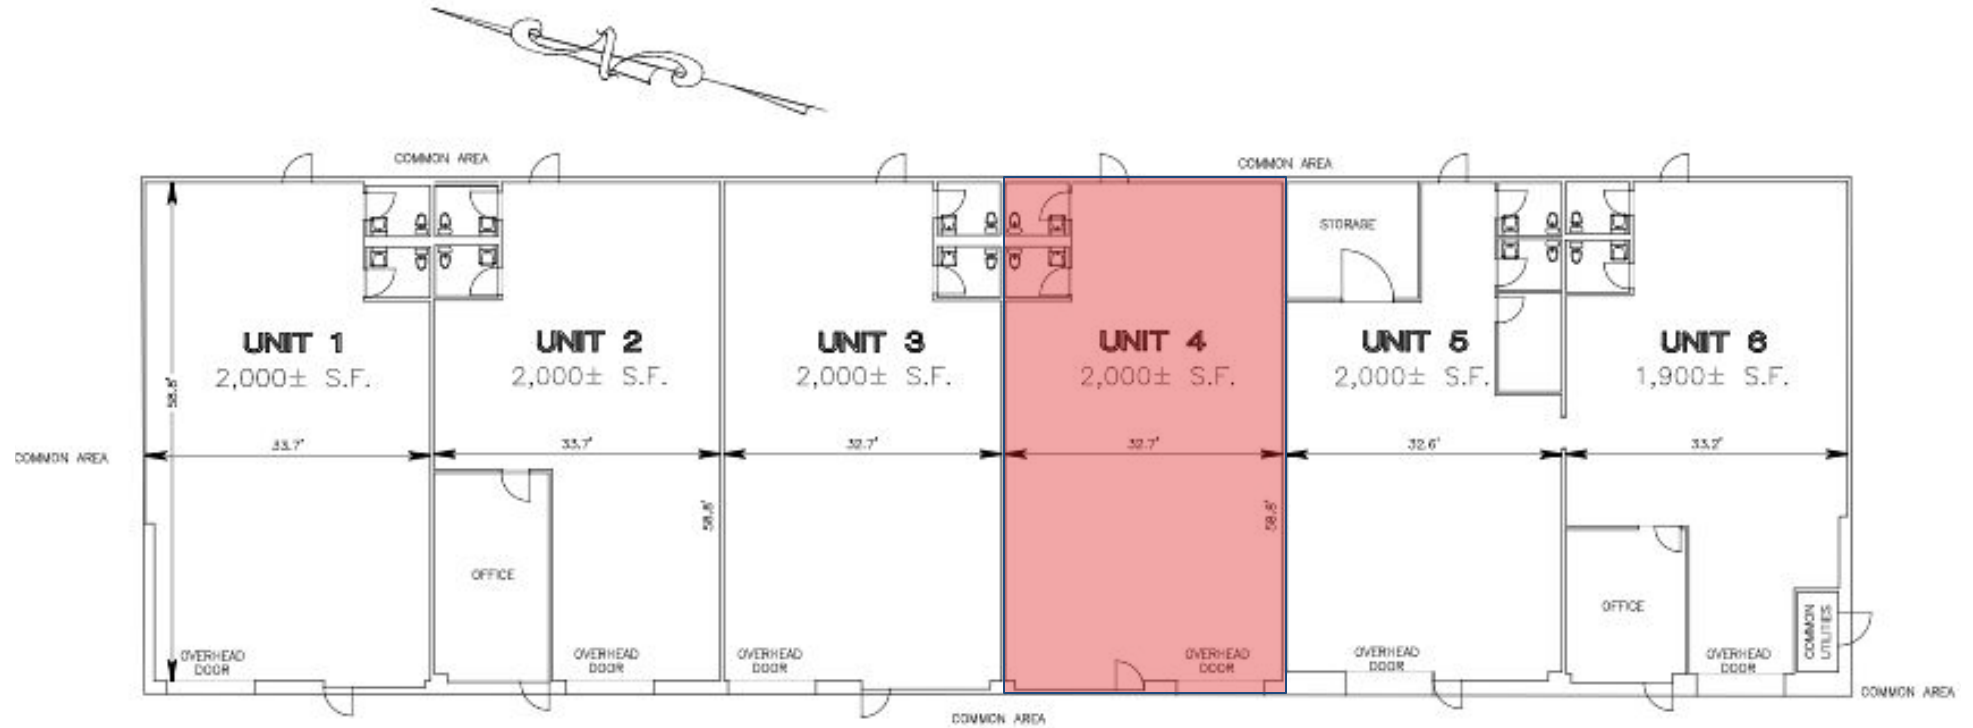 COMMON AREA
COMMON AREA
STORAGE
UNIT 1
2,000± S.F.
UNIT 2
2,000± S.F.
UNIT 3
2,000± S.F.
UNIT 4
2,000± S.F.
UNIT 5
2,000± S.F.
UNIT 6
1,900± S.F.
58.8'
COMMON AREA
33.7'
33.7'
32.7'
32.7'
32.6'
33.2'
58.8'
58.8'
OFFICE
OFFICE
OVERHEAD
DOOR
OVERHEAD
DOOR
OVERHEAD
DOOR
OVERHEAD
DOOR
OVERHEAD
DOOR
OVERHEAD
DOOR
COMMON
UTILITIES
COMMON AREA
COMMON AREA